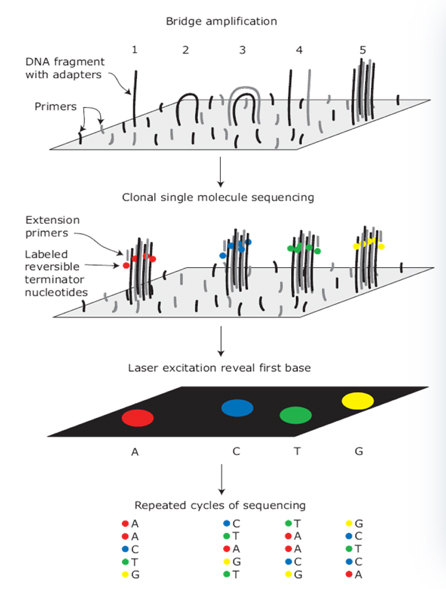 Bridge amplification
1 2 3 4 5
DNA fragment
with adapters
Primers
Clonal single molecule sequencing
Extension
primers
Labeled
reversible
terminator
nucleotides
Laser excitation reveal first base
A C T G
Repeated cycles of sequencing
A C T G
A T A C
C A A T
T G C C
G T G A